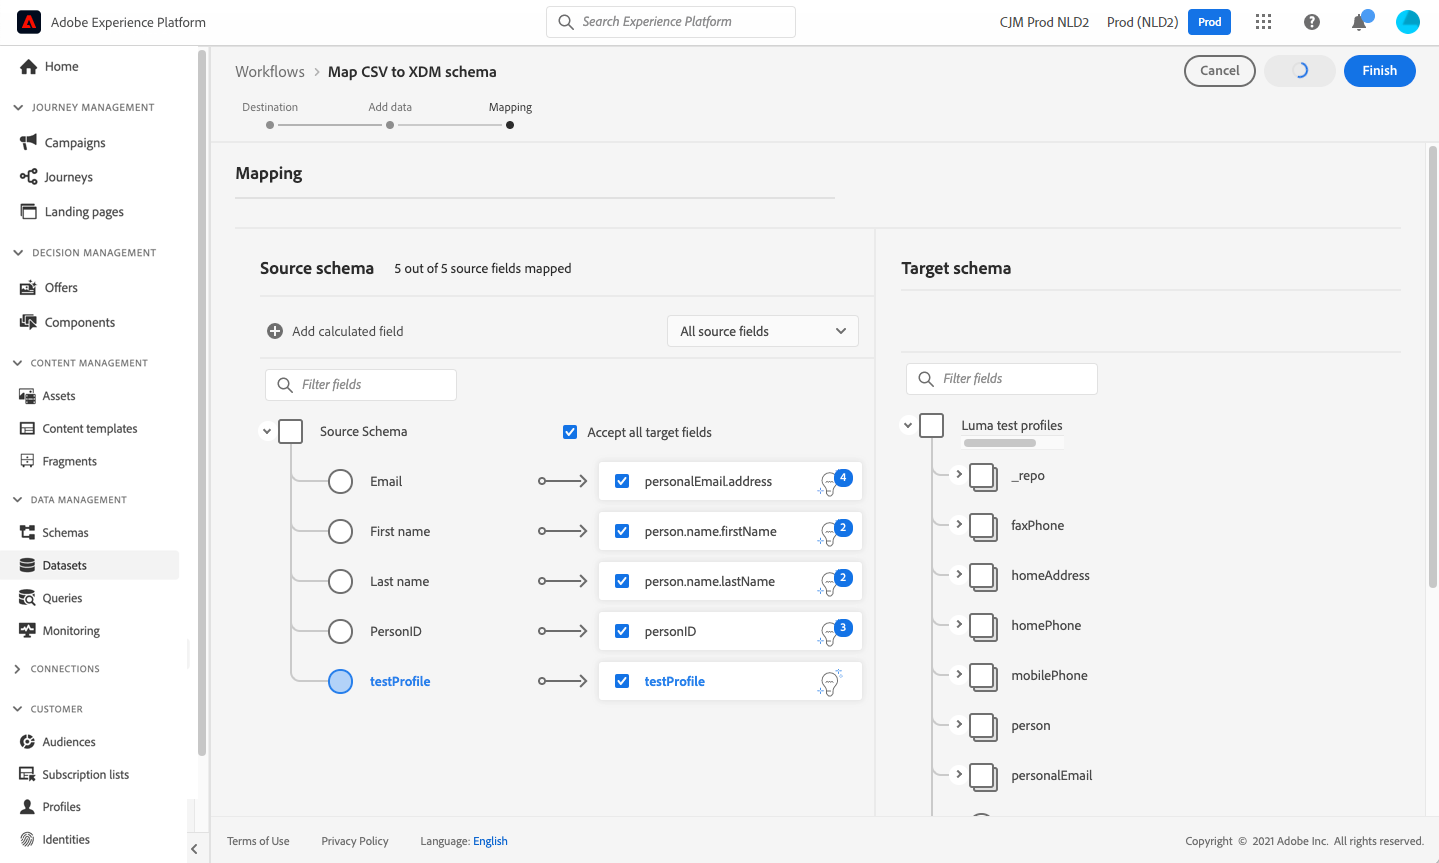 Adobe Experience Platform
Search Experience Platform
CJM Prod NLD2
Prod (NLD2)
Prod
Home
JOURNEY MANAGEMENT
Campaigns
Journeys
Landing pages
DECISION MANAGEMENT
Offers
Components
CONTENT MANAGEMENT
Assets
Content templates
Fragments
DATA MANAGEMENT
Schemas
Datasets
Queries
Monitoring
CONNECTIONS
CUSTOMER
Audiences
Subscription lists
Profiles
Identities
Workflows > Map CSV to XDM schema
Cancel
Finish
Destination
Add data
Mapping
Mapping
Source schema
5 out of 5 source fields mapped
Add calculated field
All source fields
Filter fields
Source Schema
Accept all target fields
Email
personalEmail.address
4
First name
person.name.firstName
2
Last name
person.name.lastName
2
PersonID
personID
3
testProfile
testProfile
Target schema
Filter fields
Luma test profiles
_repo
faxPhone
homeAddress
homePhone
mobilePhone
person
personalEmail
Terms of Use
Privacy Policy
Language: English
Copyright © 2021 Adobe Inc. All rights reserved.